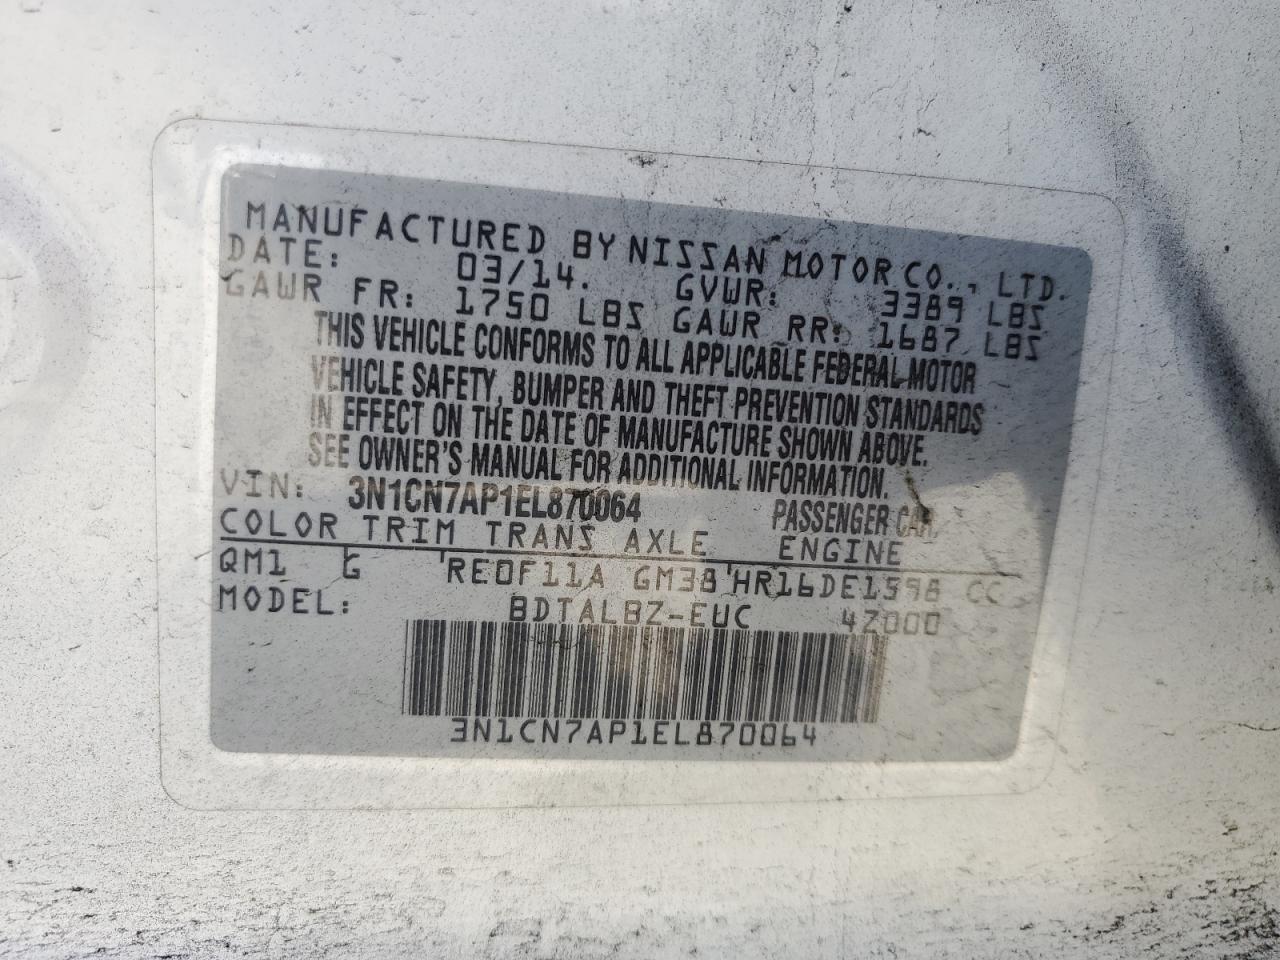 MANUFACTURED BY NISSAN MOTOR CO., LTD.
DATE: 03/14. GVWR: 3389 LBS
GAWR FR: 1750 LBS GAWR RR: 1687 LBS
THIS VEHICLE CONFORMS TO ALL APPLICABLE FEDERAL MOTOR
VEHICLE SAFETY, BUMPER AND THEFT PREVENTION STANDARDS
IN EFFECT ON THE DATE OF MANUFACTURE SHOWN ABOVE.
SEE OWNER'S MANUAL FOR ADDITIONAL INFORMATION.
VIN: 3N1CN7AP1EL870064 PASSENGER CAR.
COLOR TRIM TRANS AXLE ENGINE
QM1 G RE0F11A GM38 HR16DE1598 CC
MODEL: BDTALBZ-EUC 4Z000
3N1CN7AP1EL870064